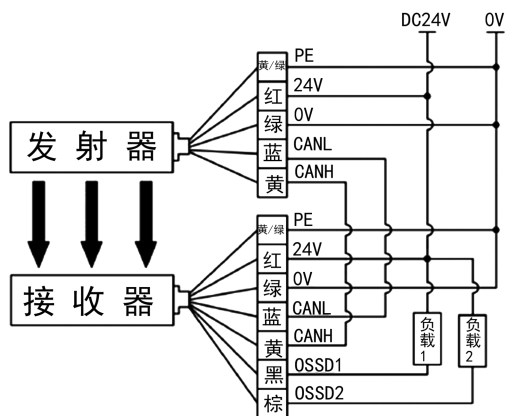 DC24V 0V
黄/绿 PE
红 24V
绿 0V
发射器
蓝 CANL
黄 CANH
黄/绿 PE
红 24V
绿 0V
接收器
蓝 CANL
黄 CANH
黑 OSSD1
棕 OSSD2
负载1
负载2